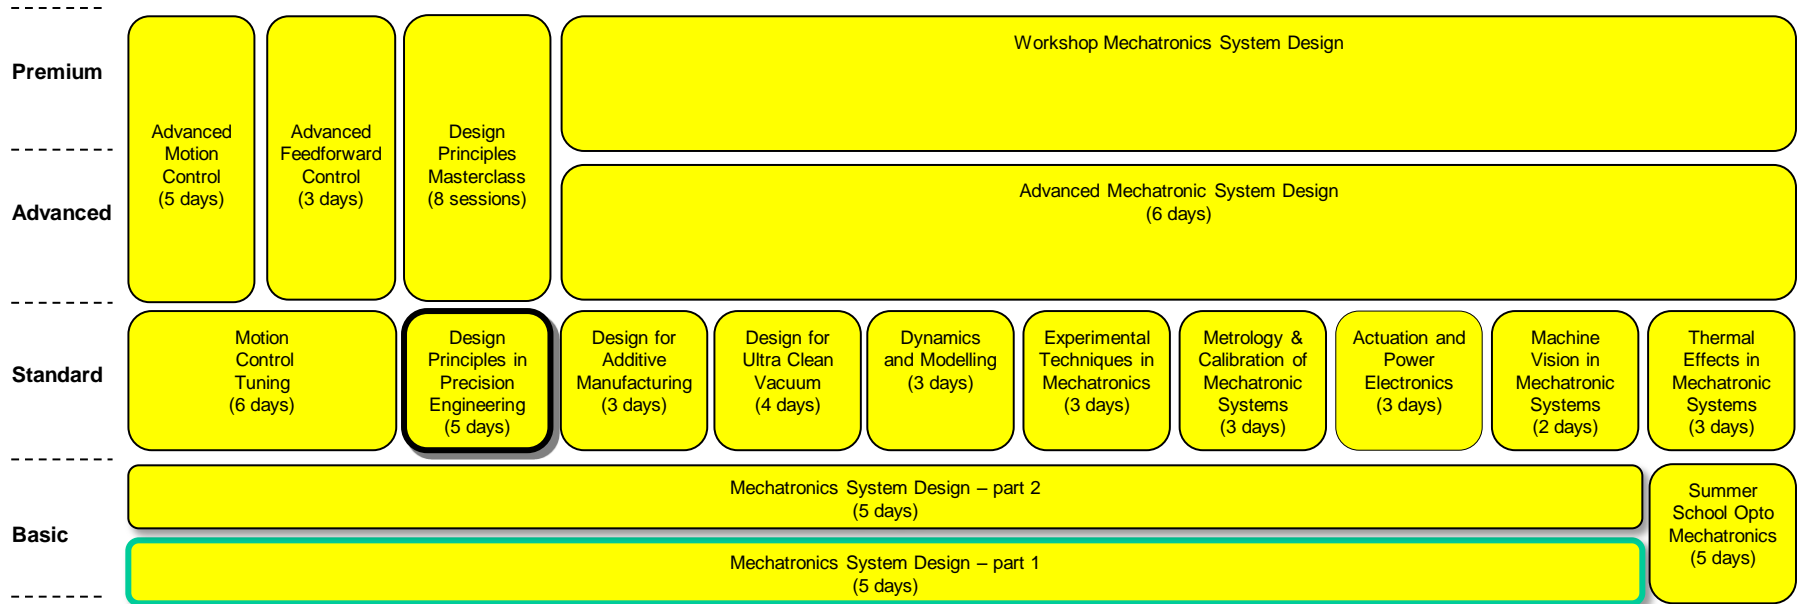 Premium
Advanced
Standard
Basic
Advanced
Motion
Control
(5 days)
Advanced
Feedforward
Control
(3 days)
Design
Principles
Masterclass
(8 sessions)
Workshop Mechatronics System Design
Advanced Mechatronic System Design
(6 days)
Motion
Control
Tuning
(6 days)
Design
Principles in
Precision
Engineering
(5 days)
Design for
Additive
Manufacturing
(3 days)
Design for
Ultra Clean
Vacuum
(4 days)
Dynamics
and Modelling
(3 days)
Experimental
Techniques in
Mechatronics
(3 days)
Metrology &
Calibration of
Mechatronic
Systems
(3 days)
Actuation and
Power
Electronics
(3 days)
Machine
Vision in
Mechatronic
Systems
(2 days)
Thermal
Effects in
Mechatronic
Systems
(3 days)
Mechatronics System Design – part 2
(5 days)
Mechatronics System Design – part 1
(5 days)
Summer
School Opto
Mechatronics
(5 days)